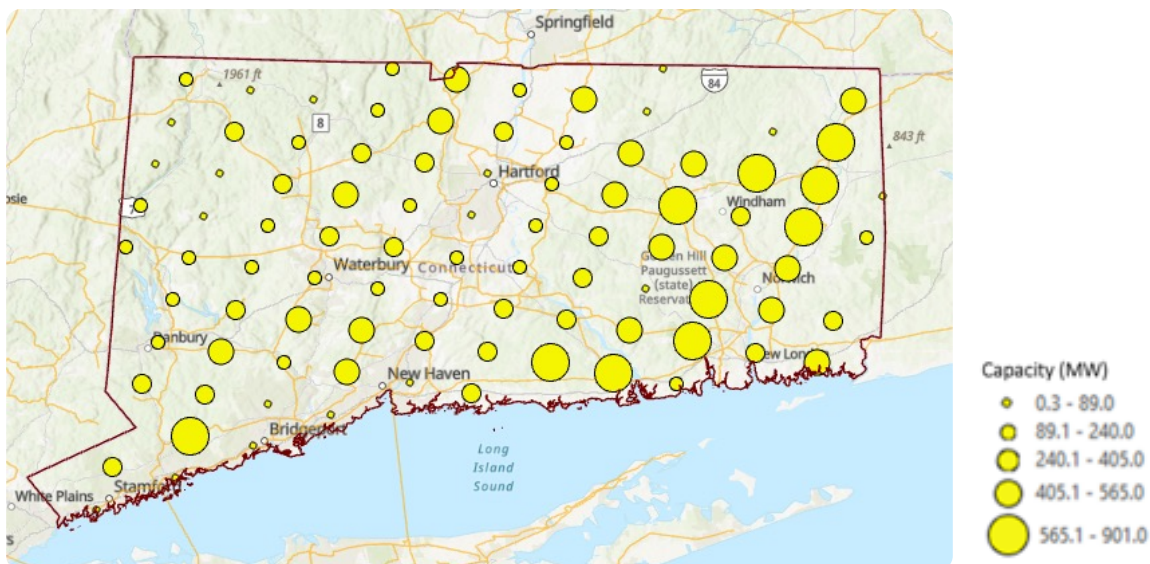 Springfield
1961 ft
84
8
843 ft
Hartford
osie
7
Windham
Waterbury
Connecticut
Golden Hill
Paugussett
(state)
Reservat
Norwich
Danbury
New London
New Haven
Bridgeport
Long
Island
Sound
White Plains
Stamford
s
Capacity (MW)
0.3 - 89.0
89.1 - 240.0
240.1 - 405.0
405.1 - 565.0
565.1 - 901.0